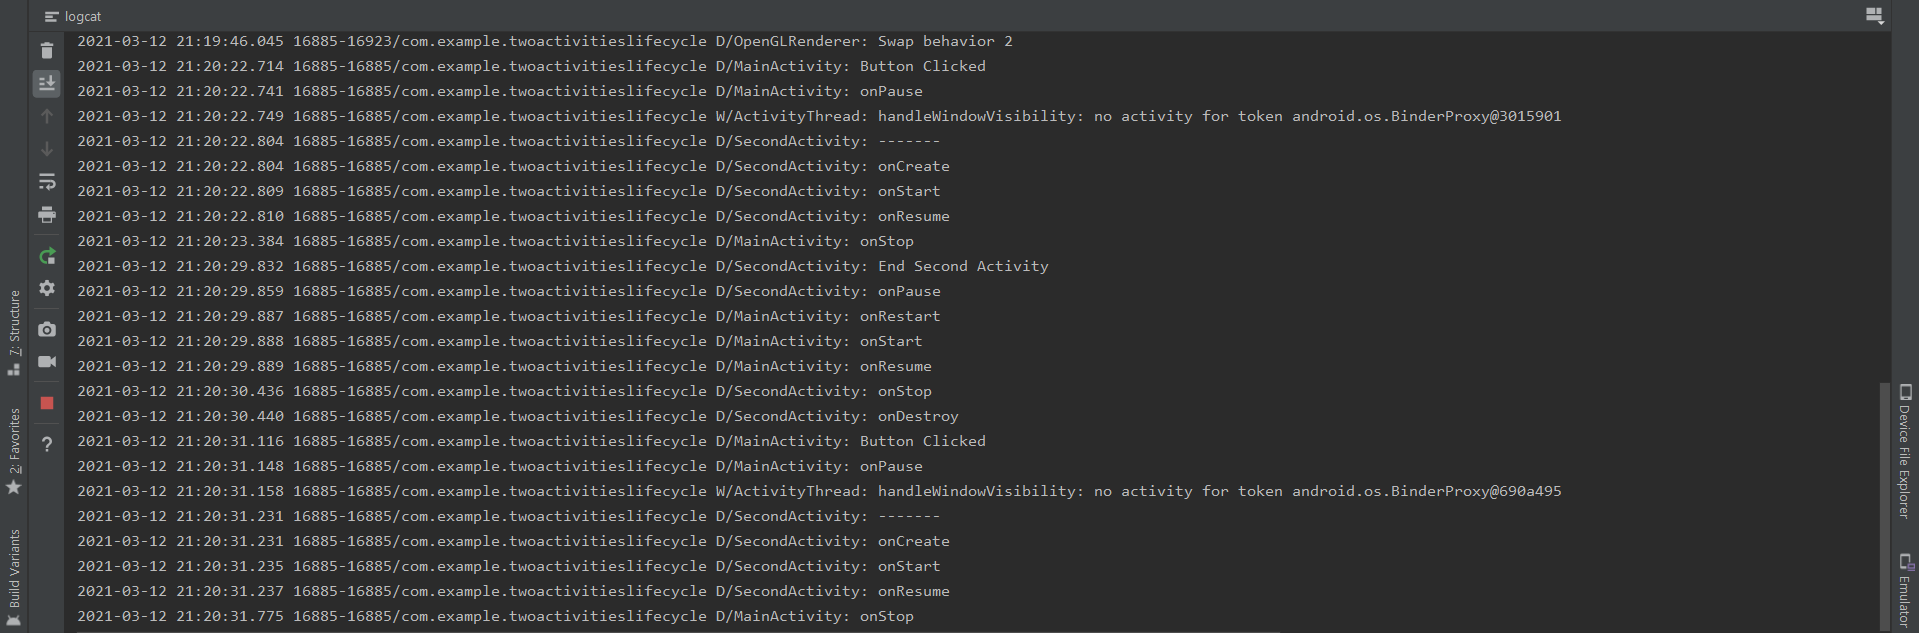 logcat
2021-03-12 21:19:46.045 16885-16923/com.example.twoactivitieslifecycle D/OpenGLRenderer: Swap behavior 2
2021-03-12 21:20:22.714 16885-16885/com.example.twoactivitieslifecycle D/MainActivity: Button Clicked
2021-03-12 21:20:22.741 16885-16885/com.example.twoactivitieslifecycle D/MainActivity: onPause
2021-03-12 21:20:22.749 16885-16885/com.example.twoactivitieslifecycle W/ActivityThread: handleWindowVisibility: no activity for token android.os.BinderProxy@3015901
2021-03-12 21:20:22.804 16885-16885/com.example.twoactivitieslifecycle D/SecondActivity: -------
2021-03-12 21:20:22.804 16885-16885/com.example.twoactivitieslifecycle D/SecondActivity: onCreate
2021-03-12 21:20:22.809 16885-16885/com.example.twoactivitieslifecycle D/SecondActivity: onStart
2021-03-12 21:20:22.810 16885-16885/com.example.twoactivitieslifecycle D/SecondActivity: onResume
2021-03-12 21:20:23.384 16885-16885/com.example.twoactivitieslifecycle D/MainActivity: onStop
2021-03-12 21:20:29.832 16885-16885/com.example.twoactivitieslifecycle D/SecondActivity: End Second Activity
2021-03-12 21:20:29.859 16885-16885/com.example.twoactivitieslifecycle D/SecondActivity: onPause
2021-03-12 21:20:29.887 16885-16885/com.example.twoactivitieslifecycle D/MainActivity: onRestart
2021-03-12 21:20:29.888 16885-16885/com.example.twoactivitieslifecycle D/MainActivity: onStart
2021-03-12 21:20:29.889 16885-16885/com.example.twoactivitieslifecycle D/MainActivity: onResume
2021-03-12 21:20:30.436 16885-16885/com.example.twoactivitieslifecycle D/SecondActivity: onStop
2021-03-12 21:20:30.440 16885-16885/com.example.twoactivitieslifecycle D/SecondActivity: onDestroy
2021-03-12 21:20:31.116 16885-16885/com.example.twoactivitieslifecycle D/MainActivity: Button Clicked
2021-03-12 21:20:31.148 16885-16885/com.example.twoactivitieslifecycle D/MainActivity: onPause
2021-03-12 21:20:31.158 16885-16885/com.example.twoactivitieslifecycle W/ActivityThread: handleWindowVisibility: no activity for token android.os.BinderProxy@690a495
2021-03-12 21:20:31.231 16885-16885/com.example.twoactivitieslifecycle D/SecondActivity: -------
2021-03-12 21:20:31.231 16885-16885/com.example.twoactivitieslifecycle D/SecondActivity: onCreate
2021-03-12 21:20:31.235 16885-16885/com.example.twoactivitieslifecycle D/SecondActivity: onStart
2021-03-12 21:20:31.237 16885-16885/com.example.twoactivitieslifecycle D/SecondActivity: onResume
2021-03-12 21:20:31.775 16885-16885/com.example.twoactivitieslifecycle D/MainActivity: onStop
7: Structure
2: Favorites
Build Variants
Device File Explorer
Emulator